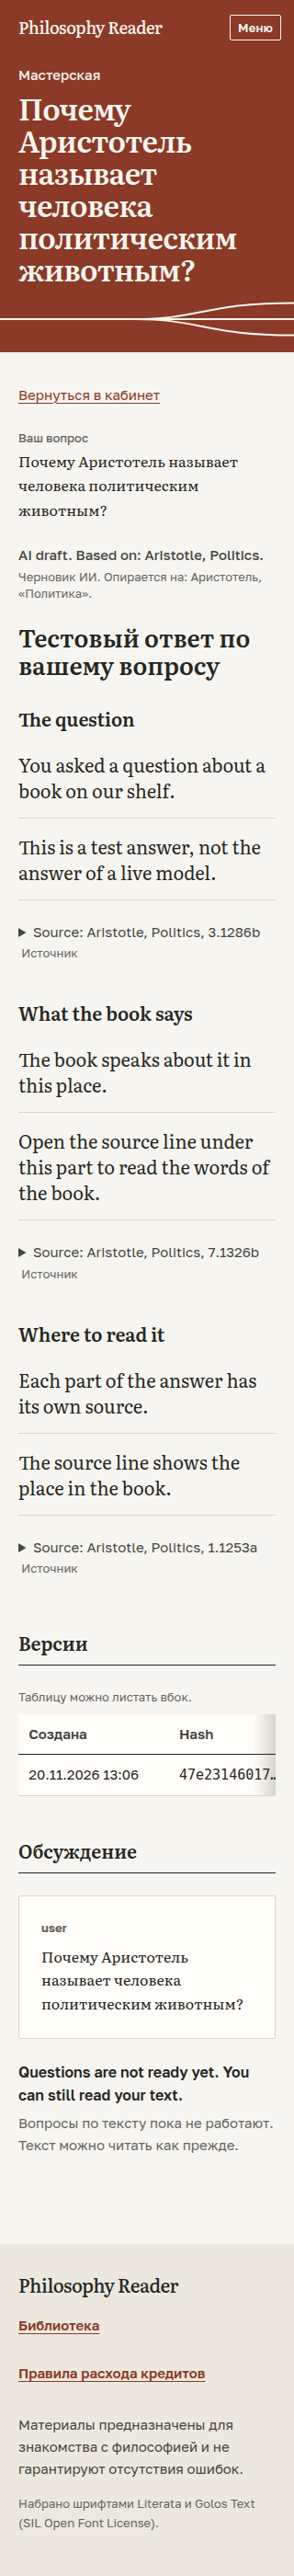 Philosophy Reader
Меню
Мастерская
Почему
Аристотель
называет
человека
политическим
животным?
Вернуться в кабинет
Ваш вопрос
Почему Аристотель называет
человека политическим
животным?
AI draft. Based on: Aristotle, Politics.
Черновик ИИ. Опирается на: Аристотель,
«Политика».
Тестовый ответ по
вашему вопросу
The question
You asked a question about a
book on our shelf.
This is a test answer, not the
answer of a live model.
Source: Aristotle, Politics, 3.1286b
Источник
What the book says
The book speaks about it in
this place.
Open the source line under
this part to read the words of
the book.
Source: Aristotle, Politics, 7.1326b
Источник
Where to read it
Each part of the answer has
its own source.
The source line shows the
place in the book.
Source: Aristotle, Politics, 1.1253a
Источник
Версии
Таблицу можно листать вбок.
Создана Hash
20.11.2026 13:06 47e23146017…
Обсуждение
user
Почему Аристотель
называет человека
политическим животным?
Questions are not ready yet. You
can still read your text.
Вопросы по тексту пока не работают.
Текст можно читать как прежде.
Philosophy Reader
Библиотека
Правила расхода кредитов
Материалы предназначены для
знакомства с философией и не
гарантируют отсутствия ошибок.
Набрано шрифтами Literata и Golos Text
(SIL Open Font License).